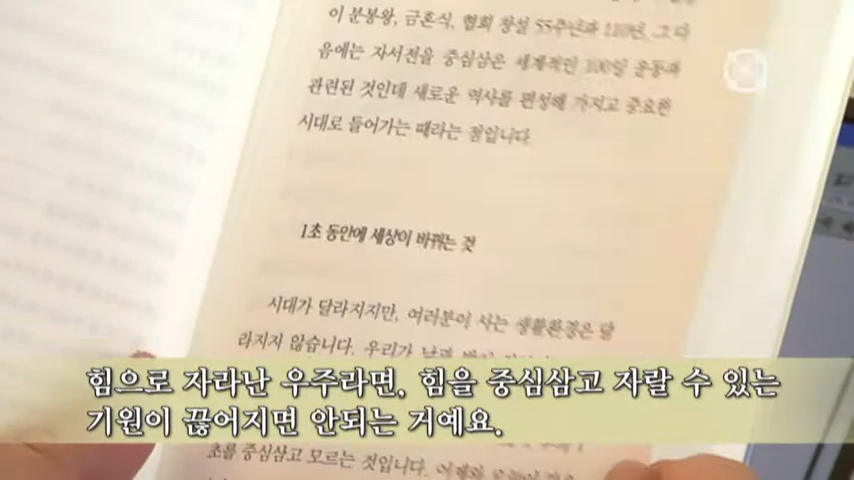 이 분봉왕, 금혼식, 협회 창설 55주년과 110년, 그 다
음에는 자서전을 중심삼은 세계적인 100일 운동과
관련된 것인데 새로운 역사를 편성해 가지고 중요한
시대로 들어가는 때라는 점입니다.
1초 동안에 세상이 바뀌는 것
시대가 달라지지만, 여러분이 사는 생활환경은 달
라지지 않습니다. 우리가
힘으로 자라난 우주라면, 힘을 중심삼고 자랄 수 있는
기원이 끊어지면 안되는 거예요.
초를 중심삼고 모르는 것입니다.